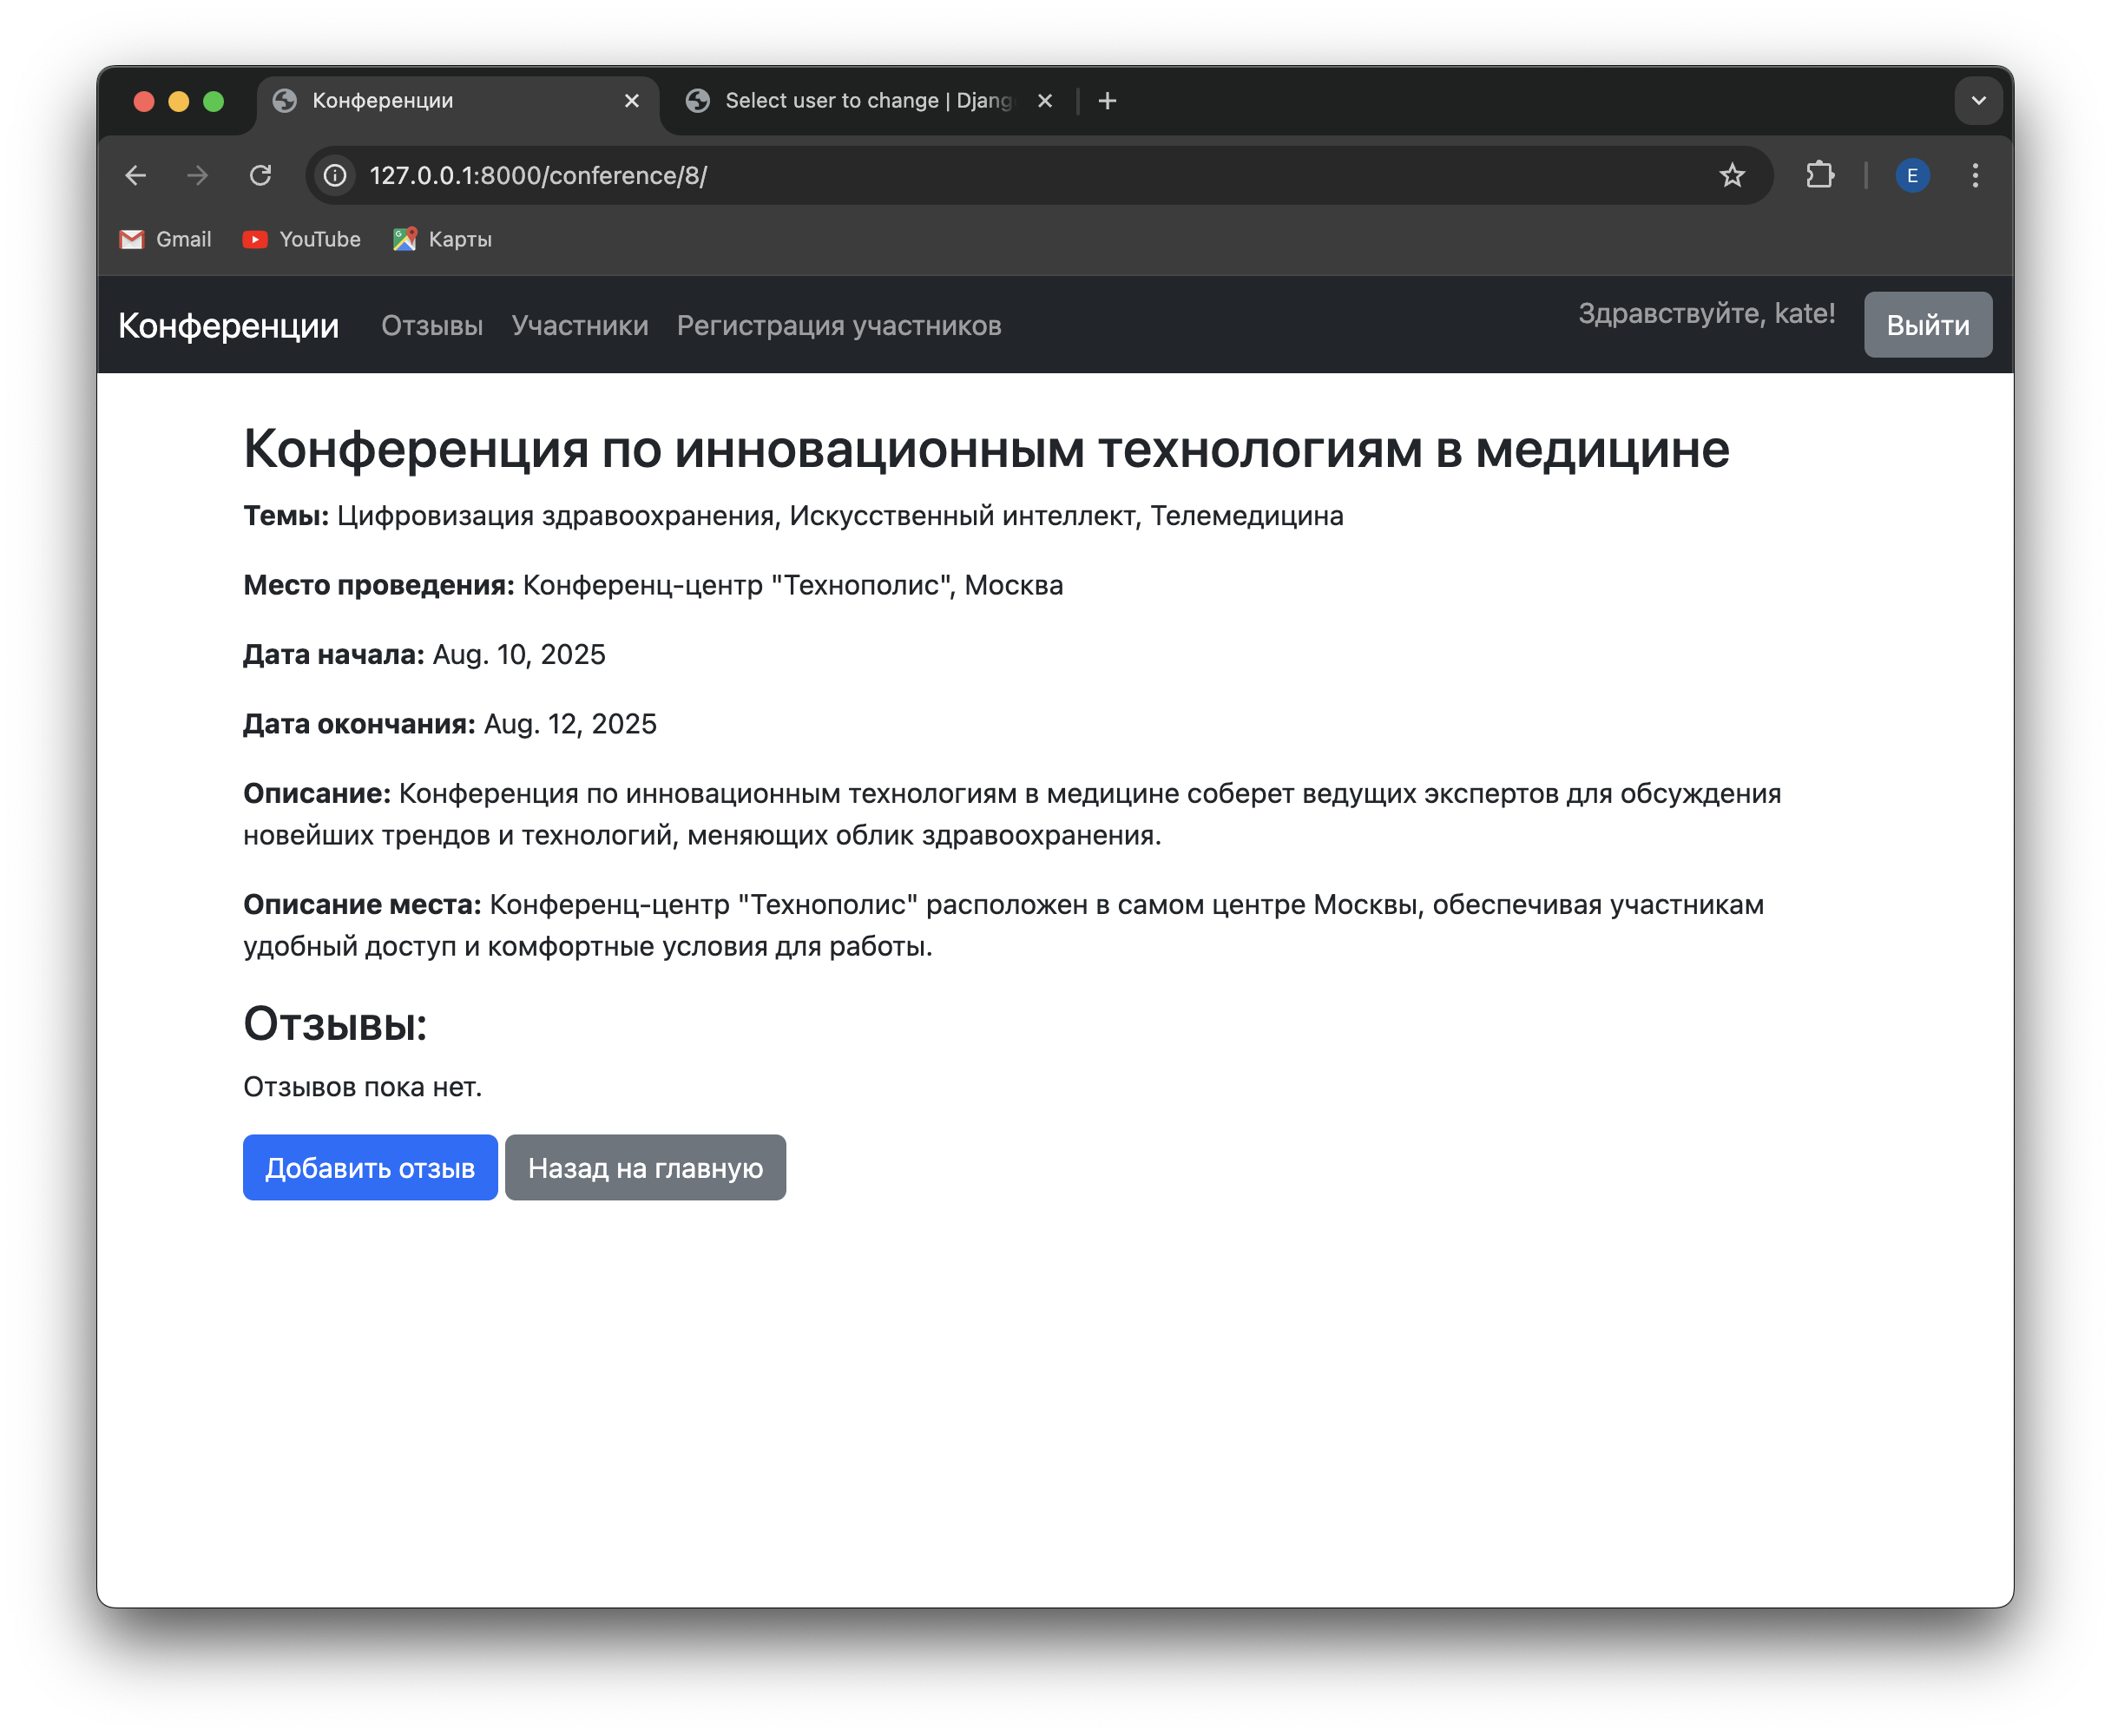 Конференции
Select user to change | Djang
127.0.0.1:8000/conference/8/
E
Gmail YouTube Карты
Конференции Отзывы Участники Регистрация участников Здравствуйте, kate! Выйти
Конференция по инновационным технологиям в медицине
Темы: Цифровизация здравоохранения, Искусственный интеллект, Телемедицина
Место проведения: Конференц-центр "Технополис", Москва
Дата начала: Aug. 10, 2025
Дата окончания: Aug. 12, 2025
Описание: Конференция по инновационным технологиям в медицине соберет ведущих экспертов для обсуждения
новейших трендов и технологий, меняющих облик здравоохранения.
Описание места: Конференц-центр "Технополис" расположен в самом центре Москвы, обеспечивая участникам
удобный доступ и комфортные условия для работы.
Отзывы:
Отзывов пока нет.
Добавить отзыв Назад на главную